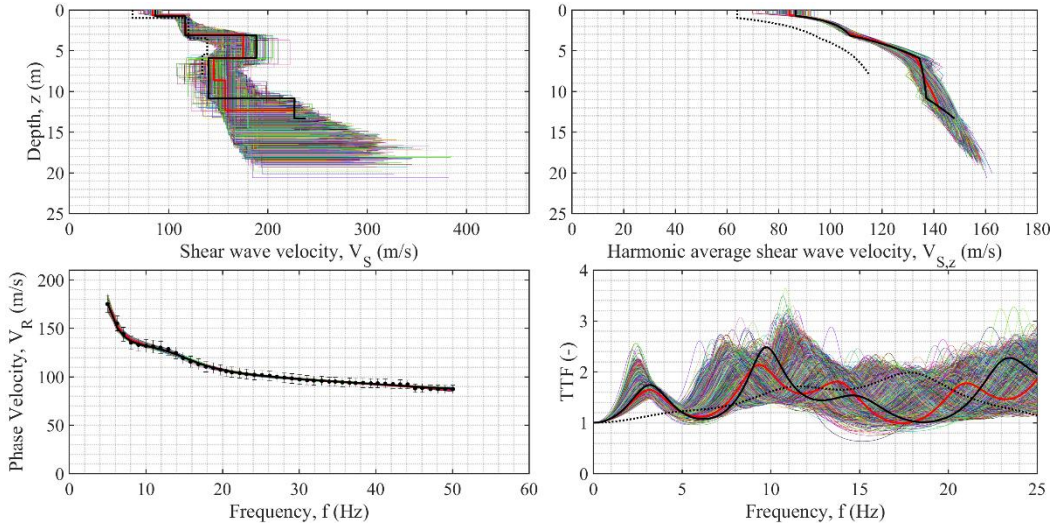 0
5
10
15
20
25
Depth, z (m)
0 100 200 300 400
Shear wave velocity, V_S (m/s)
0
5
10
15
20
25
0 20 40 60 80 100 120 140 160 180
Harmonic average shear wave velocity, V_S,z (m/s)
200
150
100
50
0
Phase Velocity, V_R (m/s)
0 10 20 30 40 50 60
Frequency, f (Hz)
4
3
2
1
0
TTF (-)
0 5 10 15 20 25
Frequency, f (Hz)